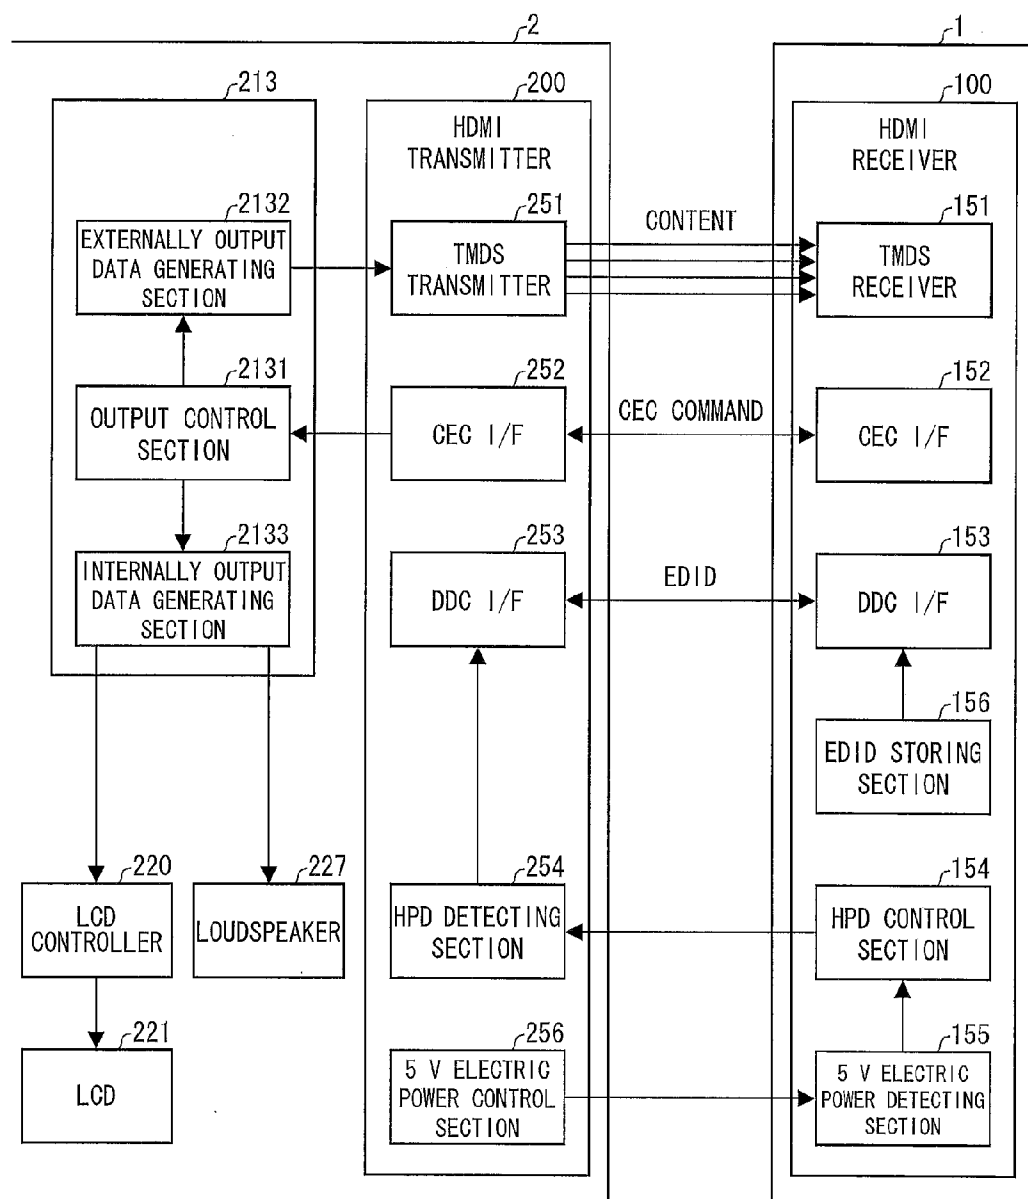 2
1
213
200
100
HDMI
TRANSMITTER
HDMI
RECEIVER
2132
251
CONTENT
151
EXTERNALLY OUTPUT
DATA GENERATING
SECTION
TMDS
TRANSMITTER
TMDS
RECEIVER
2131
252
CEC COMMAND
152
OUTPUT CONTROL
SECTION
CEC I/F
CEC I/F
2133
253
EDID
153
INTERNALLY OUTPUT
DATA GENERATING
SECTION
DDC I/F
DDC I/F
156
EDID STORING
SECTION
220
227
254
154
LCD
CONTROLLER
LOUDSPEAKER
HPD DETECTING
SECTION
HPD CONTROL
SECTION
221
256
155
LCD
5 V ELECTRIC
POWER CONTROL
SECTION
5 V ELECTRIC
POWER DETECTING
SECTION